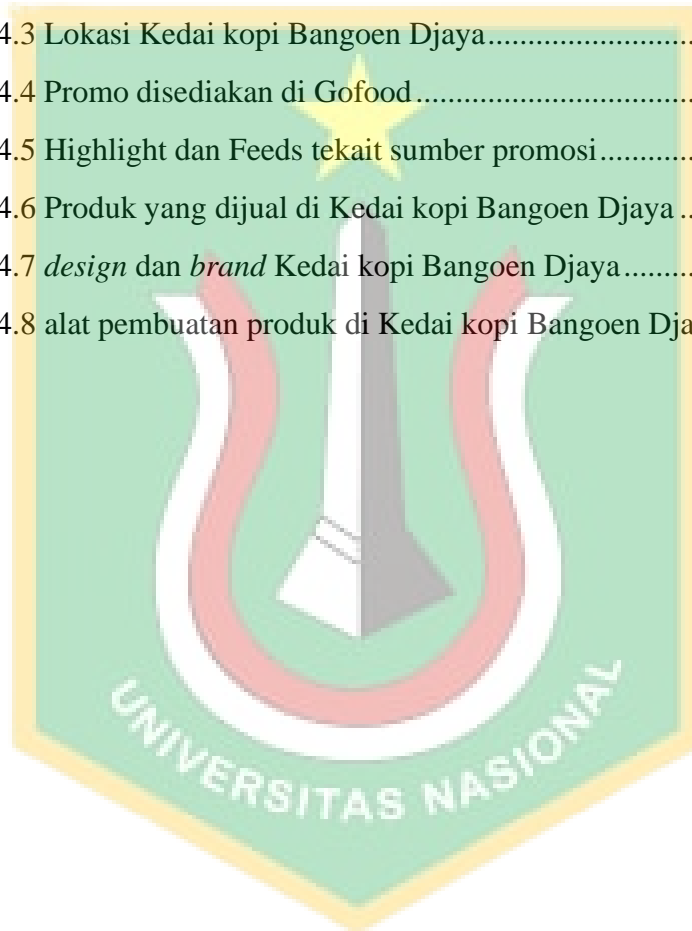 4.3 Lokasi Kedai kopi Bangoen Djaya.......................
4.4 Promo disediakan di Gofood..............................
4.5 Highlight dan Feeds tekait sumber promosi..........
4.6 Produk yang dijual di Kedai kopi Bangoen Djaya ..
4.7 design dan brand Kedai kopi Bangoen Djaya........
4.8 alat pembuatan produk di Kedai kopi Bangoen Dja
UNIVERSITAS NASIONAL